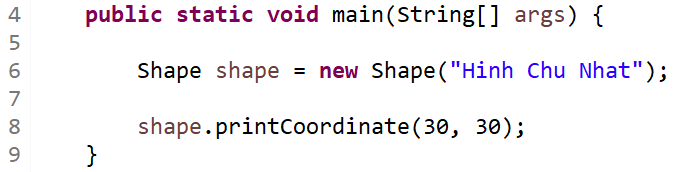 4 public static void main(String[] args) {
5
6 Shape shape = new Shape("Hinh Chu Nhat");
7
8 shape.printCoordinate(30, 30);
9 }